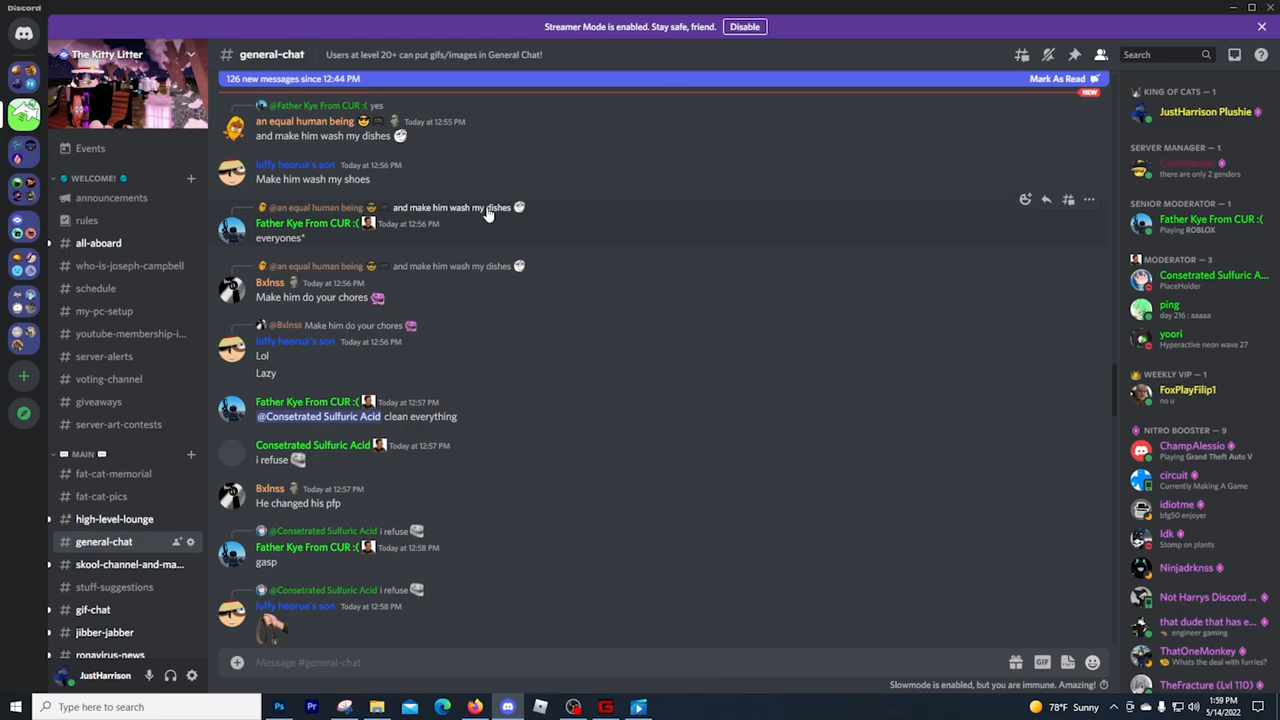 Discord
Streamer Mode is enabled. Stay safe, friend. Disable
The Kitty Litter
# general-chat Users at level 20+ can put gifs/images in General Chat!
Search
126 new messages since 12:44 PM Mark As Read
NEW
Events
WELCOME!
announcements
rules
all-aboard
who-is-joseph-campbell
schedule
my-pc-setup
youtube-membership-i...
server-alerts
voting-channel
giveaways
server-art-contests
MAIN
fat-cat-memorial
fat-cat-pics
high-level-lounge
general-chat
skool-channel-and-ma...
stuff-suggestions
gif-chat
jibber-jabber
ronavirus-news
JustHarrison
@Father Kye From CUR :( yes
an equal human being Today at 12:55 PM
and make him wash my dishes
luffy heorua's son Today at 12:56 PM
Make him wash my shoes
@an equal human being and make him wash my dishes
Father Kye From CUR :( Today at 12:56 PM
everyones*
@an equal human being and make him wash my dishes
BxInss Today at 12:56 PM
Make him do your chores
@BxInss Make him do your chores
luffy heorua's son Today at 12:56 PM
Lol
Lazy
Father Kye From CUR :( Today at 12:57 PM
@Consetrated Sulfuric Acid clean everything
Consetrated Sulfuric Acid Today at 12:57 PM
i refuse
BxInss Today at 12:57 PM
He changed his pfp
@Consetrated Sulfuric Acid i refuse
Father Kye From CUR :( Today at 12:58 PM
gasp
@Consetrated Sulfuric Acid i refuse
luffy heorua's son Today at 12:58 PM
Message #general-chat
GIF
Slowmode is enabled, but you are immune. Amazing!
KING OF CATS — 1
JustHarrison Plushie
SERVER MANAGER — 1
there are only 2 genders
SENIOR MODERATOR — 1
Father Kye From CUR :(
Playing ROBLOX
MODERATOR — 3
Consetrated Sulfuric A...
PlaceHolder
ping
day 216 : aaaaa
yoori
Hyperactive neon wave 27
WEEKLY VIP — 1
FoxPlayFilip1
no u
NITRO BOOSTER — 9
ChampAlessio
Playing Grand Theft Auto V
circuit
Currently Making A Game
idiotme
bfg50 enjoyer
Idk
Stomp on plants
Ninjadrknss
Not Harrys Discord ...
that dude that has e...
engineer gaming
ThatOneMonkey
Whats the deal with furries?
TheFracture (Lvl 110)
Type here to search
Ps
Pr
78°F Sunny
1:59 PM
5/14/2022